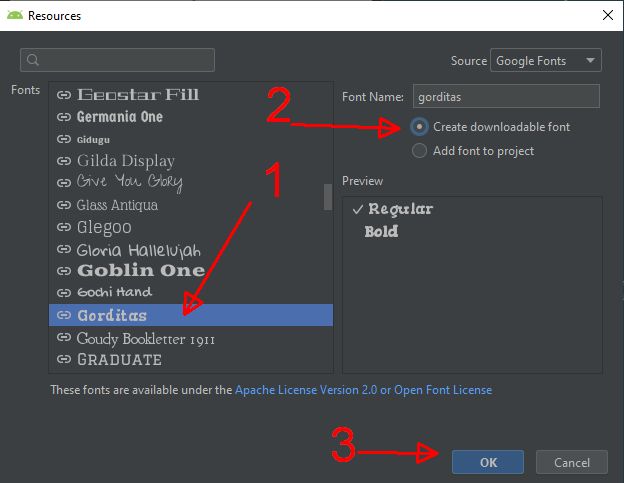 Resources
Source Google Fonts
Fonts
Geostar Fill
Germania One
Gidugu
Gilda Display
Give You Glory
Glass Antiqua
Glegoo
Gloria Hallelujah
Goblin One
Gochi Hand
Gorditas
Goudy Bookletter 1911
GRADUATE
1
Font Name: gorditas
2
Create downloadable font
Add font to project
Preview
Regular
Bold
These fonts are available under the Apache License Version 2.0 or Open Font License
3
OK
Cancel